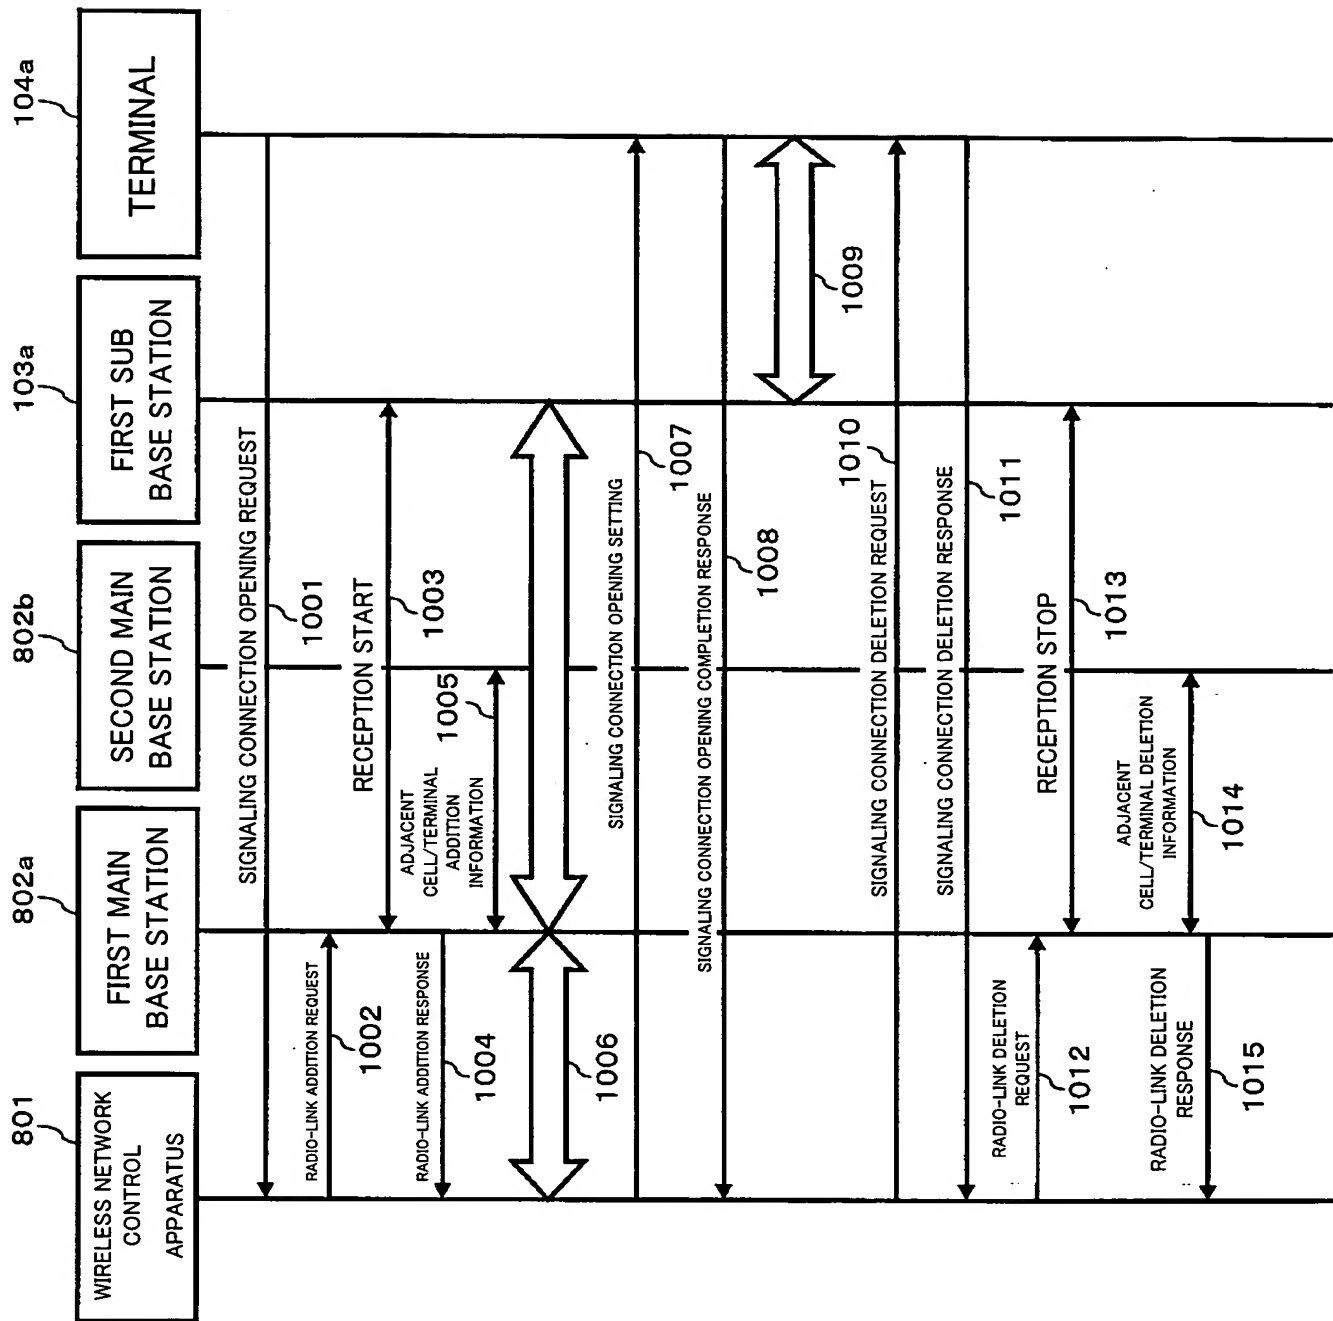 801
WIRELESS NETWORK
CONTROL
APPARATUS
802a
FIRST MAIN
BASE STATION
802b
SECOND MAIN
BASE STATION
103a
FIRST SUB
BASE STATION
104a
TERMINAL
SIGNALING CONNECTION OPENING REQUEST
1001
RADIO-LINK ADDITION REQUEST
1002
RECEPTION START
1003
RADIO-LINK ADDITION RESPONSE
1004
ADJACENT
CELL/TERMINAL
ADDITION
INFORMATION
1005
1006
SIGNALING CONNECTION OPENING SETTING
1007
SIGNALING CONNECTION OPENING COMPLETION RESPONSE
1008
1009
SIGNALING CONNECTION DELETION REQUEST
1010
SIGNALING CONNECTION DELETION RESPONSE
1011
RADIO-LINK DELETION
REQUEST
1012
RECEPTION STOP
1013
ADJACENT
CELL/TERMINAL DELETION
INFORMATION
1014
RADIO-LINK DELETION
RESPONSE
1015